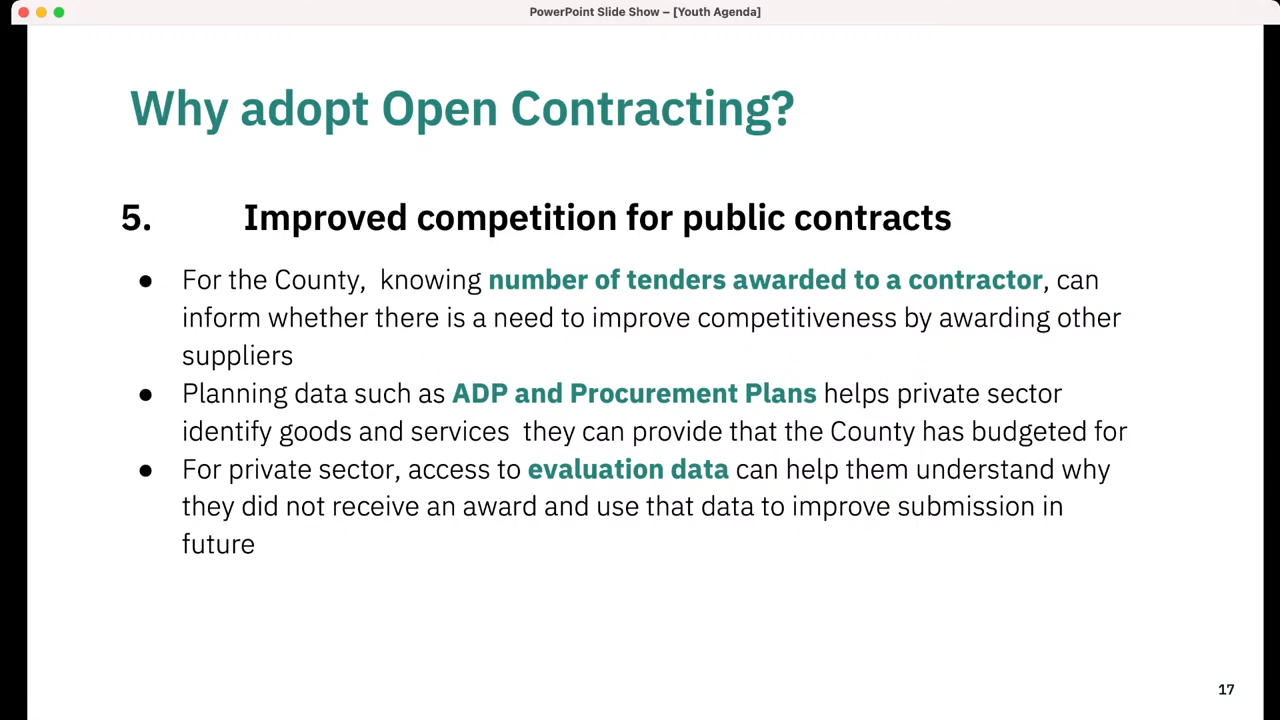 PowerPoint Slide Show – [Youth Agenda]
Why adopt Open Contracting?
5. Improved competition for public contracts
● For the County,  knowing number of tenders awarded to a contractor, can
inform whether there is a need to improve competitiveness by awarding other
suppliers
● Planning data such as ADP and Procurement Plans helps private sector
identify goods and services  they can provide that the County has budgeted for
● For private sector, access to evaluation data can help them understand why
they did not receive an award and use that data to improve submission in
future
17